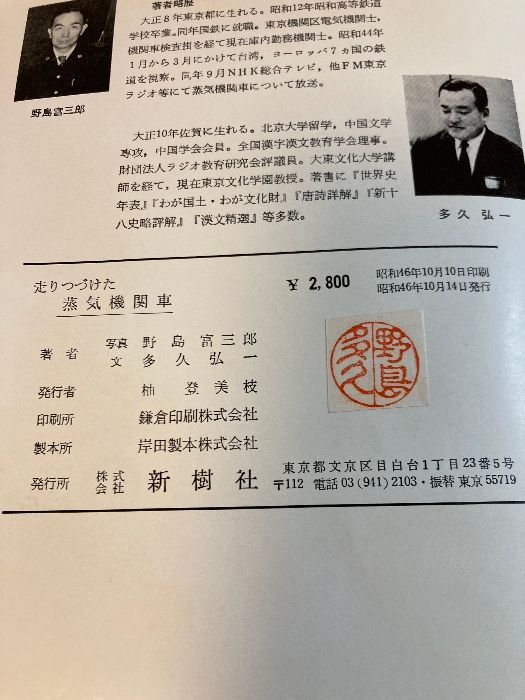 著者略歴
大正8年東京都に生れる。昭和12年昭和高等鉄道
学校卒業。同年国鉄に就職。東京機関区電気機関士,
機関車検査掛を経て現在庫内勤務機関士。昭和44年
1月から3月にかけて台湾, ヨーロッパ7ヵ国の鉄
道を視察。同年9月NHK総合テレビ, 他FM東京
ラジオ等にて蒸気機関車について放送。
野島富三郎
大正10年佐賀に生れる。北京大学留学, 中国文学
専攻, 中国学会会員。全国漢字漢文教育学会理事。
財団法人ラジオ教育研究会評議員。大東文化大学講
師を経て, 現在東京文化学園教授。著書に『世界史
年表』『わが国土・わが文化財』『唐詩詳解』『新十
八史略評解』『漢文精選』等多数。
多久弘一
走りつづけた
蒸気機関車
¥ 2,800
昭和46年10月10日印刷
昭和46年10月14日発行
著者 写真 野島富三郎
文 多久弘一
野島
多久
発行者 柚登美枝
印刷所 鎌倉印刷株式会社
製本所 岸田製本株式会社
発行所 株式会社 新樹社
東京都文京区目白台1丁目23番5号
〒112 電話03(941)2103・振替東京55719